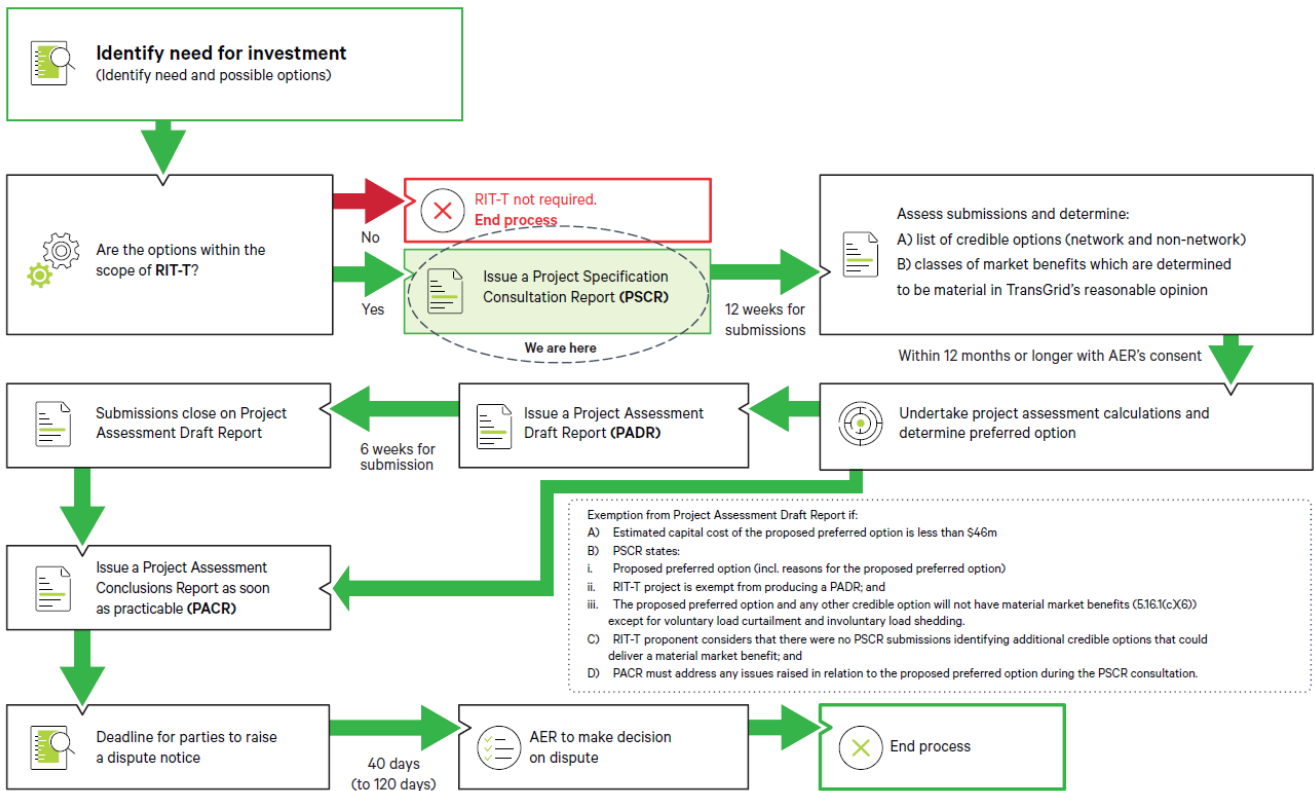 Identify need for investment
(Identify need and possible options)
Are the options within the
scope of RIT-T?
No
Yes
RIT-T not required.
End process
Issue a Project Specification
Consultation Report (PSCR)
We are here
12 weeks for
submissions
Assess submissions and determine:
A) list of credible options (network and non-network)
B) classes of market benefits which are determined
to be material in TransGrid's reasonable opinion
Within 12 months or longer with AER's consent
Undertake project assessment calculations and
determine preferred option
Issue a Project Assessment
Draft Report (PADR)
6 weeks for
submission
Submissions close on Project
Assessment Draft Report
Exemption from Project Assessment Draft Report if:
A) Estimated capital cost of the proposed preferred option is less than $46m
B) PSCR states:
i. Proposed preferred option (incl. reasons for the proposed preferred option)
ii. RIT-T project is exempt from producing a PADR; and
iii. The proposed preferred option and any other credible option will not have material market benefits (5.16.1(c)(6))
except for voluntary load curtailment and involuntary load shedding.
C) RIT-T proponent considers that there were no PSCR submissions identifying additional credible options that could
deliver a material market benefit; and
D) PACR must address any issues raised in relation to the proposed preferred option during the PSCR consultation.
Issue a Project Assessment
Conclusions Report as soon
as practicable (PACR)
Deadline for parties to raise
a dispute notice
40 days
(to 120 days)
AER to make decision
on dispute
End process